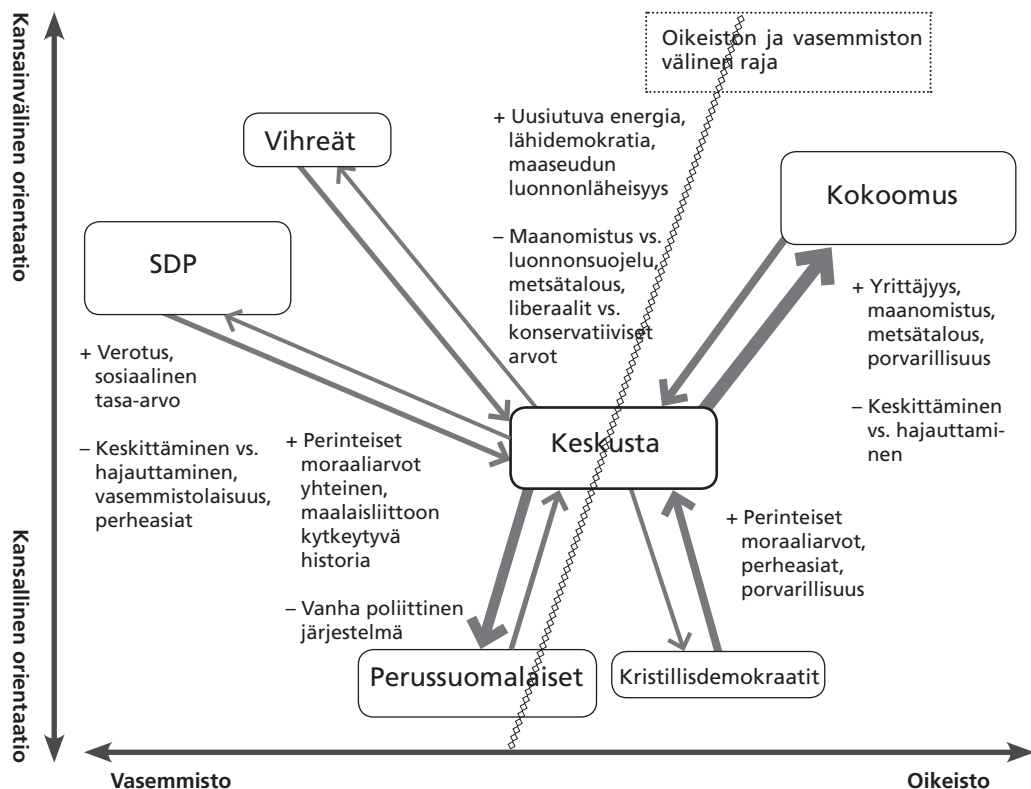 Kansainvälinen orientaatio
Kansallinen orientaatio
Oikeiston ja vasemmiston
välinen raja
Vihreät
+ Uusiutuva energia,
lähidemokratia,
maaseudun
luonnonläheisyys
– Maanomistus vs.
luonnonsuojelu,
metsätalous,
liberaalit vs.
konservatiiviset
arvot
Kokoomus
SDP
+ Yrittäjyys,
maanomistus,
metsätalous,
porvarillisuus
– Keskittäminen
vs. hajauttami-
nen
+ Verotus,
sosiaalinen
tasa-arvo
– Keskittäminen vs.
hajauttaminen,
vasemmistolaisuus,
perheasiat
Keskusta
+ Perinteiset
moraaliarvot
yhteinen,
maalaisliittoon
kytkeytyvä
historia
– Vanha poliittinen
järjestelmä
+ Perinteiset
moraaliarvot,
perheasiat,
porvarillisuus
Perussuomalaiset
Kristillisdemokraatit
Vasemmisto
Oikeisto